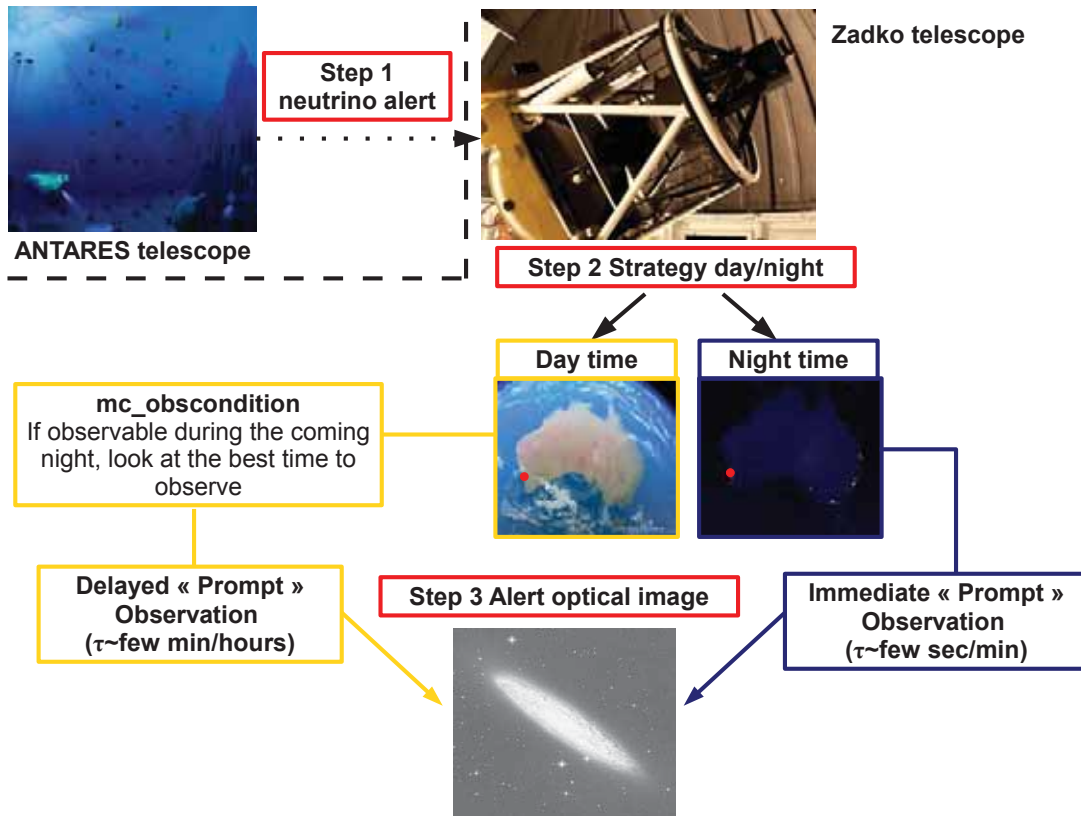 Zadko telescope
Step 1
neutrino alert
ANTARES telescope
Step 2 Strategy day/night
Day time
Night time
mc_obscondition
If observable during the coming
night, look at the best time to
observe
Delayed « Prompt »
Observation
(τ~few min/hours)
Step 3 Alert optical image
Immediate « Prompt »
Observation
(τ~few sec/min)